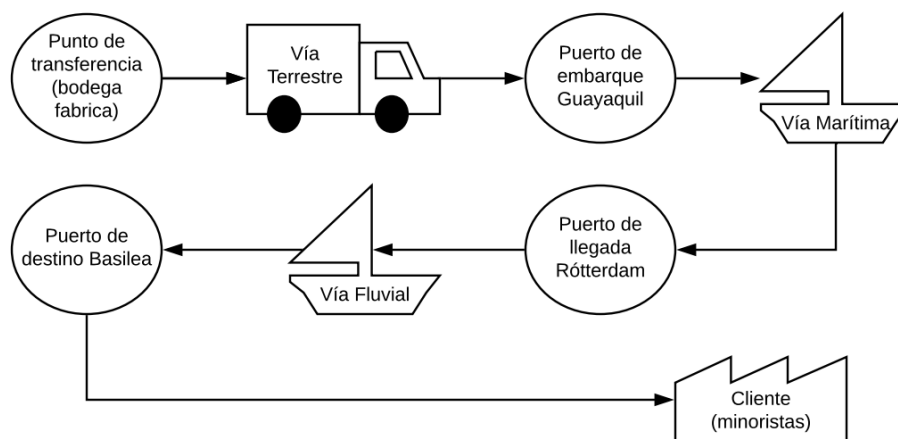 Punto de
transferencia
(bodega
fabrica)
Vía
Terrestre
Puerto de
embarque
Guayaquil
Vía Marítima
Puerto de
destino Basilea
Vía Fluvial
Puerto de
llegada
Rótterdam
Cliente
(minoristas)